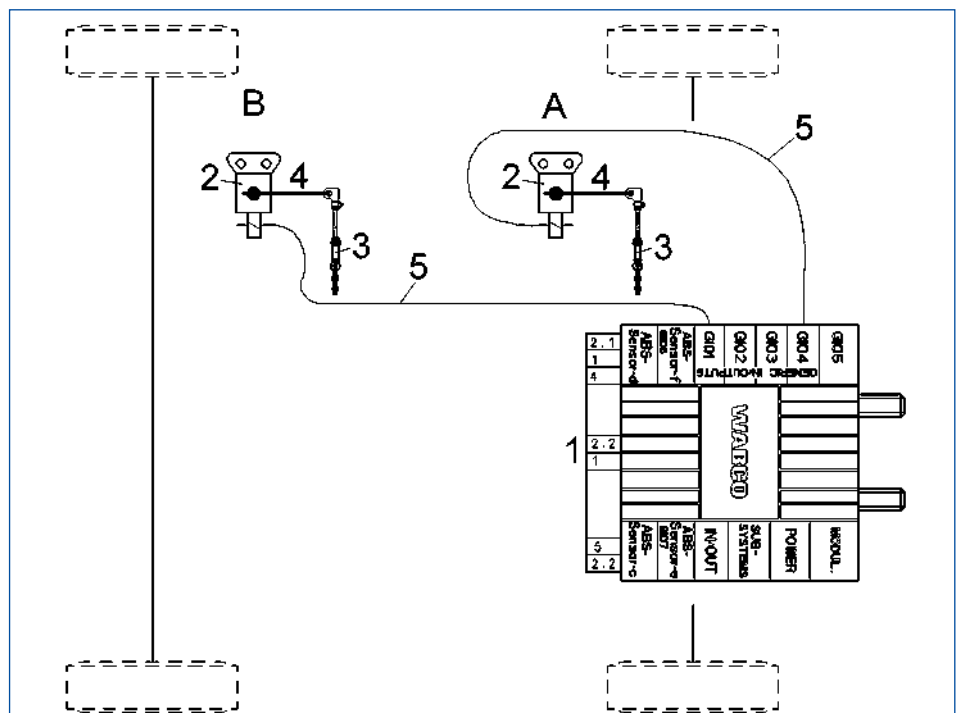 B
A
5
2
4
2
4
3
3
5
1
2.1
1
4
2.2
1
5
2.2
ABS-
Sensor-d
ABS-
Sensor-f
GIO6
GIO1
GIO2
GIO3
GIO4
GIO5
GENERIC IN-/OUTPUTS
WABCO
ABS-
Sensor-c
ABS-
Sensor-e
GIO7
IN-/OUT
SUB-
SYSTEMS
POWER
MODUL.